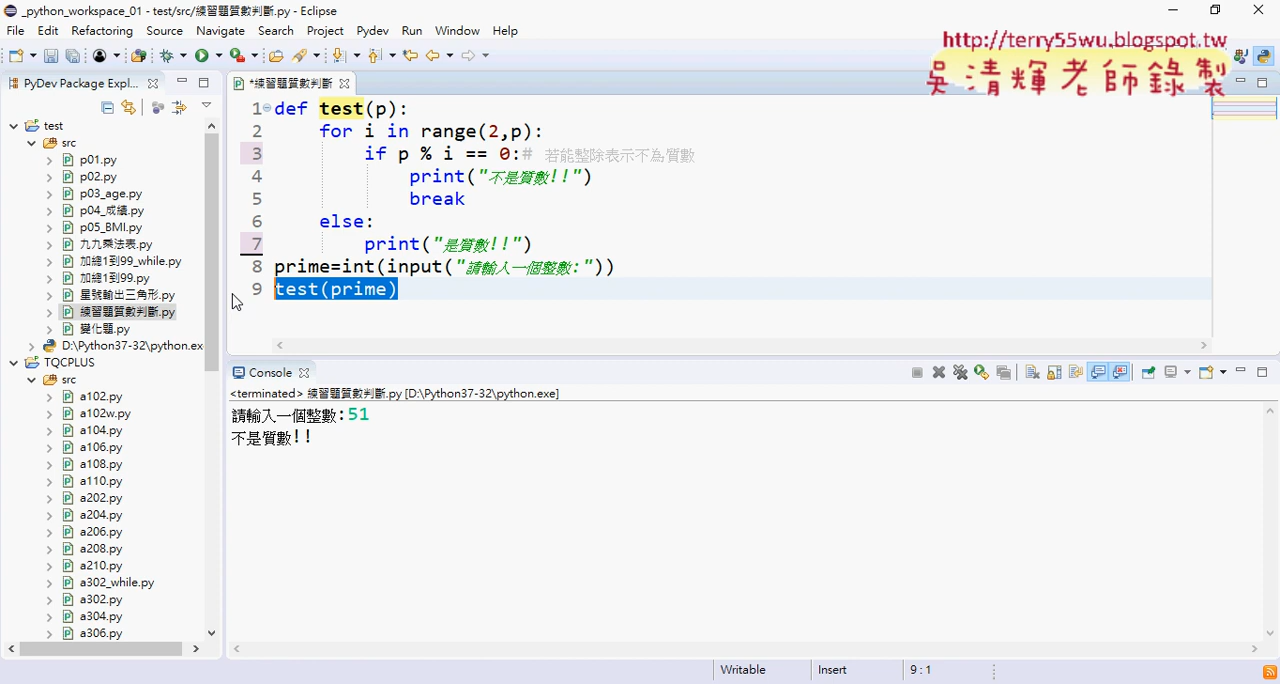 _python_workspace_01 - test/src/練習題質數判斷.py - Eclipse
File Edit Refactoring Source Navigate Search Project Pydev Run Window Help
http://terry55wu.blogspot.tw
吳清輝老師錄製
PyDev Package Expl...
*練習題質數判斷
test
src
p01.py
p02.py
p03_age.py
p04_成績.py
p05_BMI.py
九九乘法表.py
加總1到99_while.py
加總1到99.py
星號輸出三角形.py
練習題質數判斷.py
變化題.py
D:\Python37-32\python.ex
TQCPLUS
src
a102.py
a102w.py
a104.py
a106.py
a108.py
a110.py
a202.py
a204.py
a206.py
a208.py
a210.py
a302_while.py
a302.py
a304.py
a306.py
1 def test(p):
2 for i in range(2,p):
3 if p % i == 0:# 若能整除表示不為質數
4 print("不是質數!!")
5 break
6 else:
7 print("是質數!!")
8 prime=int(input("請輸入一個整數:"))
9 test(prime)
Console
<terminated> 練習題質數判斷.py [D:\Python37-32\python.exe]
請輸入一個整數:51
不是質數!!
Writable Insert 9 : 1